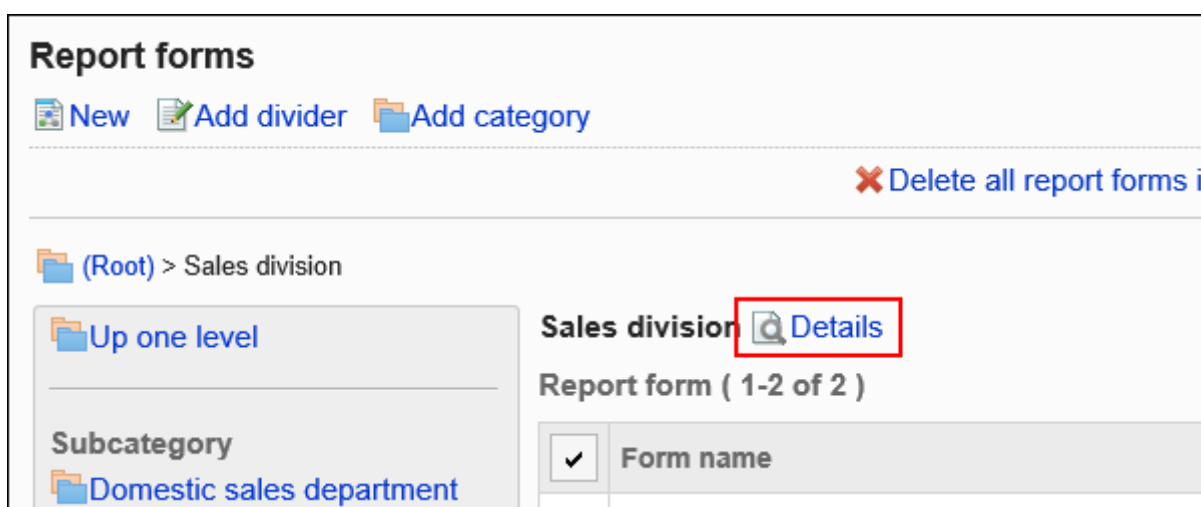 Report forms
New Add divider Add category
Delete all report forms
(Root) > Sales division
Up one level
Sales division Details
Report form ( 1-2 of 2 )
Subcategory
Form name
Domestic sales department